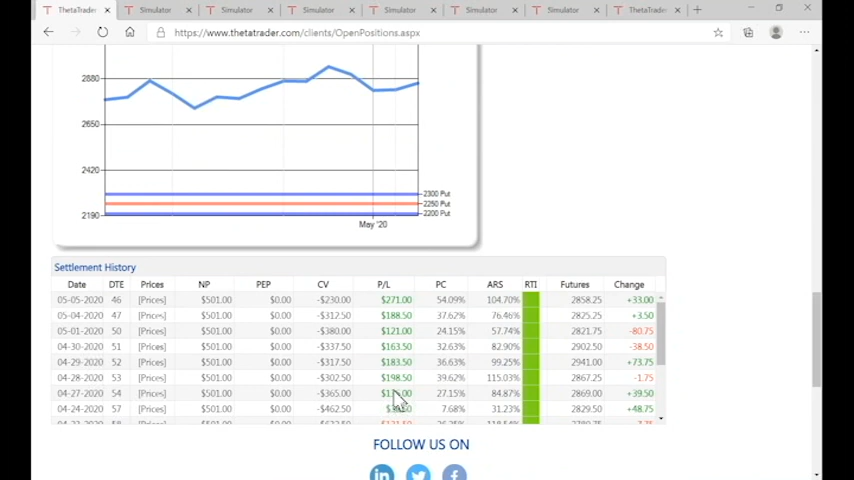 ThetaTrader Simulator Simulator Simulator Simulator Simulator Simulator ThetaTrader
https://www.thetatrader.com/clients/OpenPositions.aspx
2880
2650
2420
2300 Put
2250 Put
2200 Put
2190
May '20
Settlement History
Date DTE Prices NP PEP CV P/L PC ARS RTI Futures Change
05-05-2020 46 [Prices] $501.00 $0.00 -$230.00 $271.00 54.09% 104.70% 2858.25 +33.00
05-04-2020 47 [Prices] $501.00 $0.00 -$312.50 $188.50 37.62% 76.46% 2825.25 +3.50
05-01-2020 50 [Prices] $501.00 $0.00 -$380.00 $121.00 24.15% 57.74% 2821.75 -80.75
04-30-2020 51 [Prices] $501.00 $0.00 -$337.50 $163.50 32.63% 82.90% 2902.50 -38.50
04-29-2020 52 [Prices] $501.00 $0.00 -$317.50 $183.50 36.63% 99.25% 2941.00 +73.75
04-28-2020 53 [Prices] $501.00 $0.00 -$302.50 $198.50 39.62% 115.03% 2867.25 -1.75
04-27-2020 54 [Prices] $501.00 $0.00 -$365.00 27.15% 84.87% 2869.00 +39.50
04-24-2020 57 [Prices] $501.00 $0.00 -$462.50 7.68% 31.23% 2829.50 +48.75
FOLLOW US ON